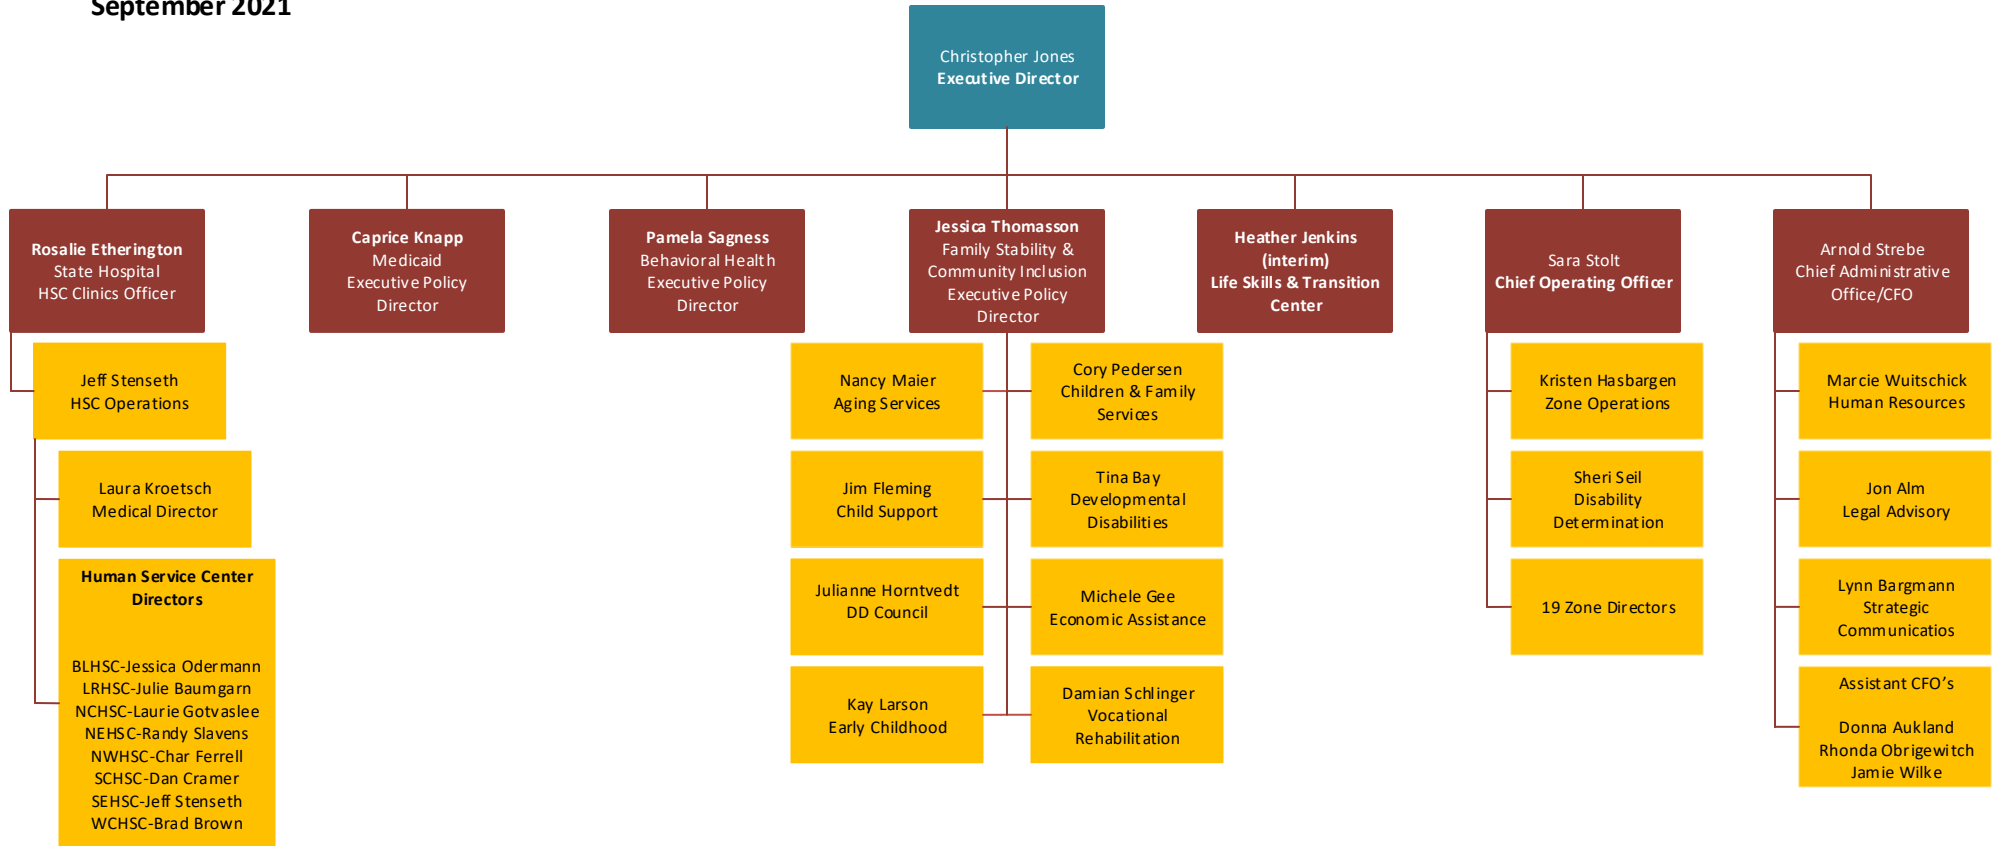 September 2021
Christopher Jones
Executive Director
Rosalie Etherington
State Hospital
HSC Clinics Officer
Caprice Knapp
Medicaid
Executive Policy
Director
Pamela Sagness
Behavioral Health
Executive Policy
Director
Jessica Thomasson
Family Stability &
Community Inclusion
Executive Policy
Director
Heather Jenkins
(interim)
Life Skills & Transition
Center
Sara Stolt
Chief Operating Officer
Arnold Strebe
Chief Administrative
Office/CFO
Jeff Stenseth
HSC Operations
Laura Kroetsch
Medical Director
Human Service Center
Directors
BLHSC-Jessica Odermann
LRHSC-Julie Baumgarn
NCHSC-Laurie Gotvaslee
NEHSC-Randy Slavens
NWHSC-Char Ferrell
SCHSC-Dan Cramer
SEHSC-Jeff Stenseth
WCHSC-Brad Brown
Nancy Maier
Aging Services
Cory Pedersen
Children & Family
Services
Jim Fleming
Child Support
Tina Bay
Developmental
Disabilities
Julianne Horntvedt
DD Council
Michele Gee
Economic Assistance
Kay Larson
Early Childhood
Damian Schlinger
Vocational
Rehabilitation
Kristen Hasbargen
Zone Operations
Sheri Seil
Disability
Determination
19 Zone Directors
Marcie Wuitschick
Human Resources
Jon Alm
Legal Advisory
Lynn Bargmann
Strategic
Communicatios
Assistant CFO's
Donna Aukland
Rhonda Obrigewitch
Jamie Wilke